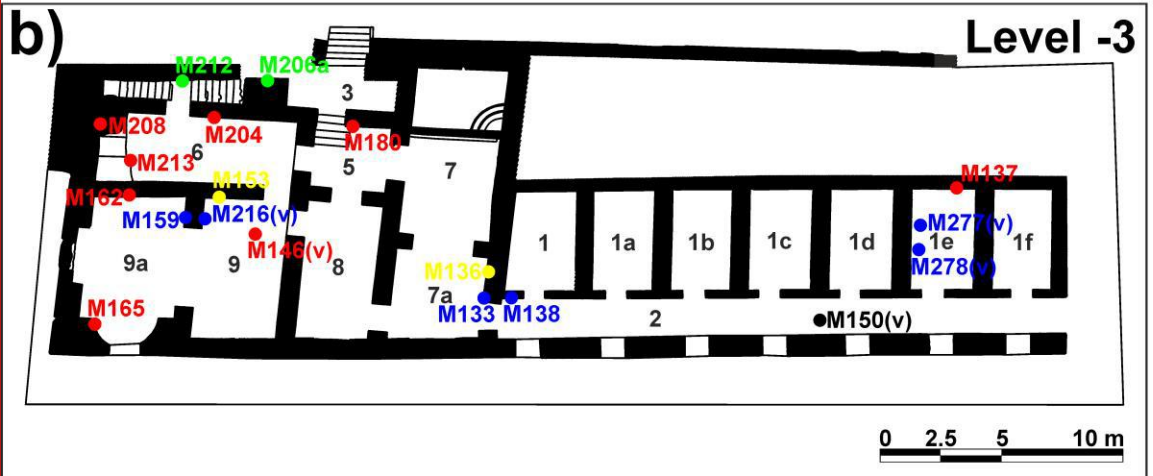 b)
Level -3
M212
M206a
3
M208
M204
M180
6
5
M213
7
M153
M137
M162
M159
M216(v)
M277(v)
M146(v)
1
1a
1b
1c
1d
1e
1f
9a
9
8
M278(v)
M136
7a
M165
M133
M138
2
M150(v)
0 2.5 5 10 m